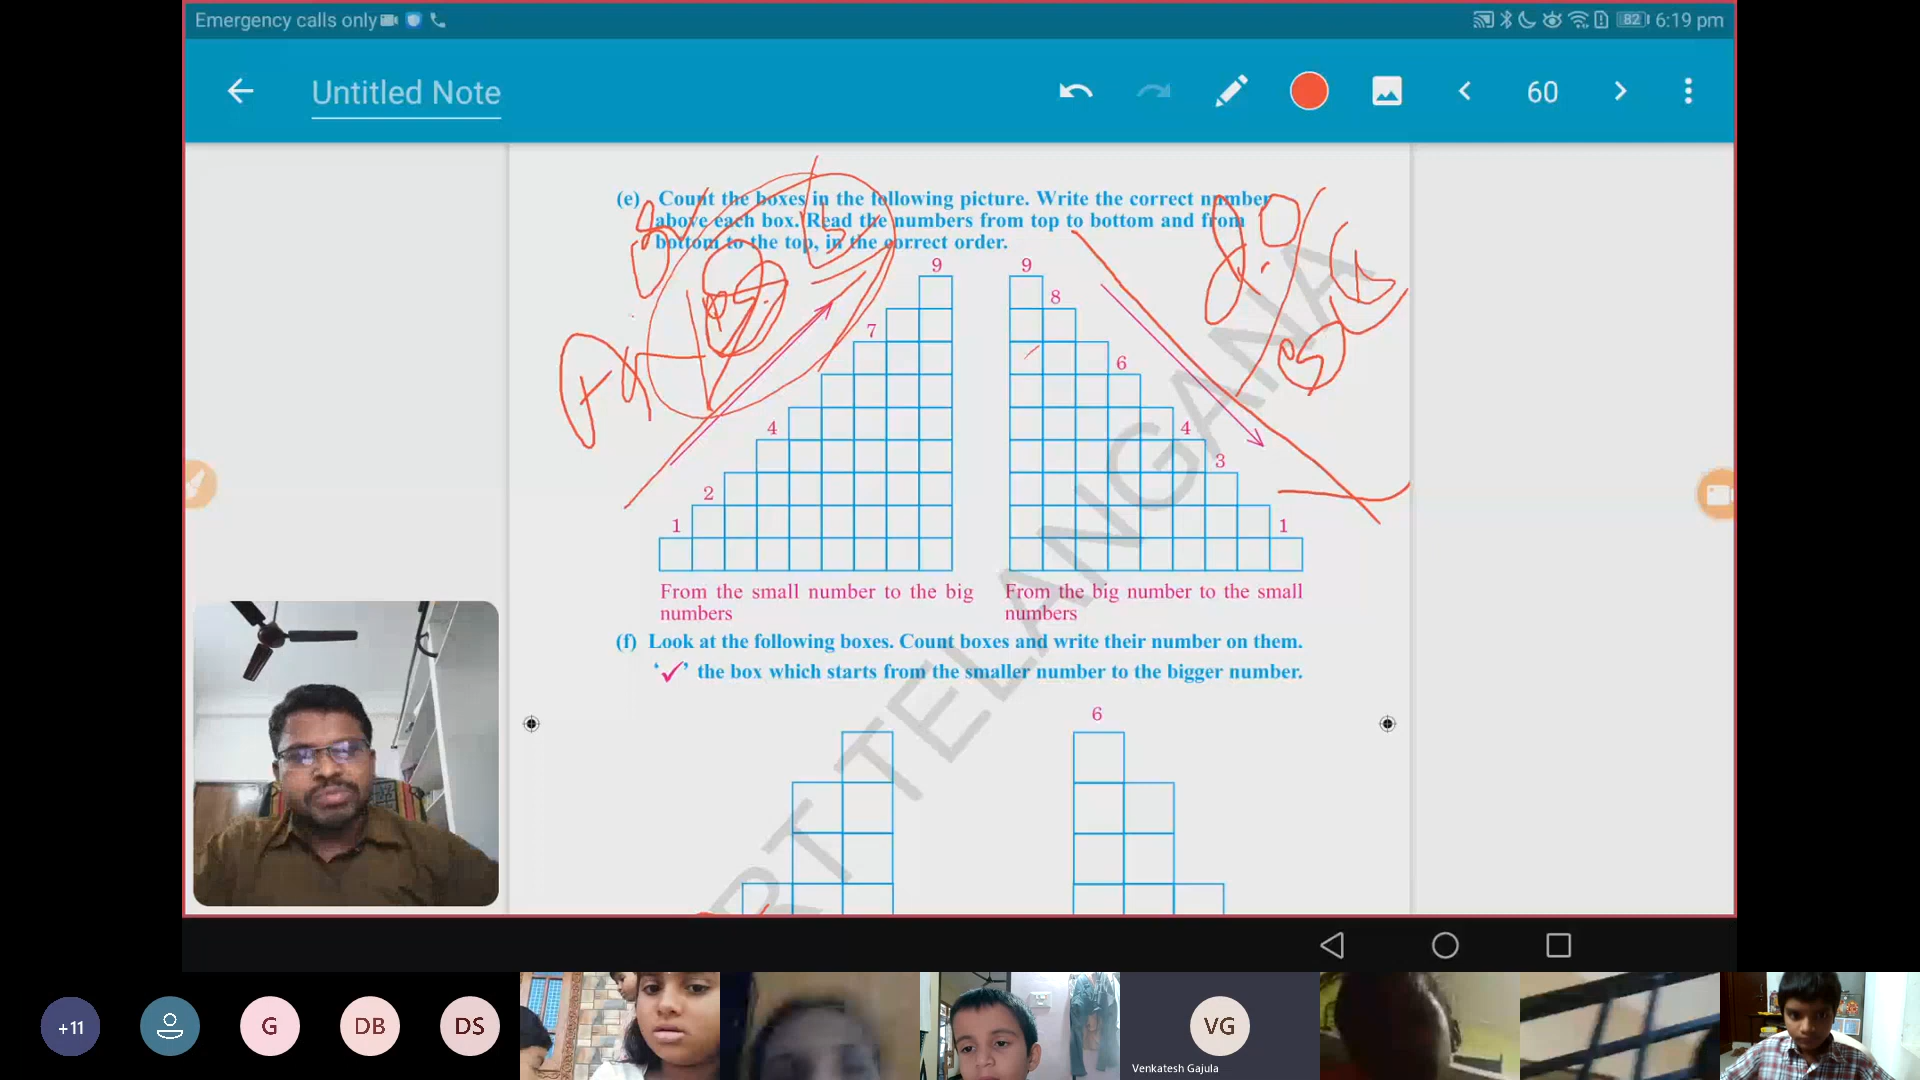 Emergency calls only 82 6:19 pm
Untitled Note 60
(e) Count the boxes in the following picture. Write the correct number
above each box. Read the numbers from top to bottom and from
bottom to the top, in the correct order.
9 9
8
7
6
4 4
3
2
1 1
From the small number to the big
numbers
From the big number to the small
numbers
(f) Look at the following boxes. Count boxes and write their number on them.
‘✓’ the box which starts from the smaller number to the bigger number.
6
RT TELANGANA
+11 G DB DS VG
Venkatesh Gajula